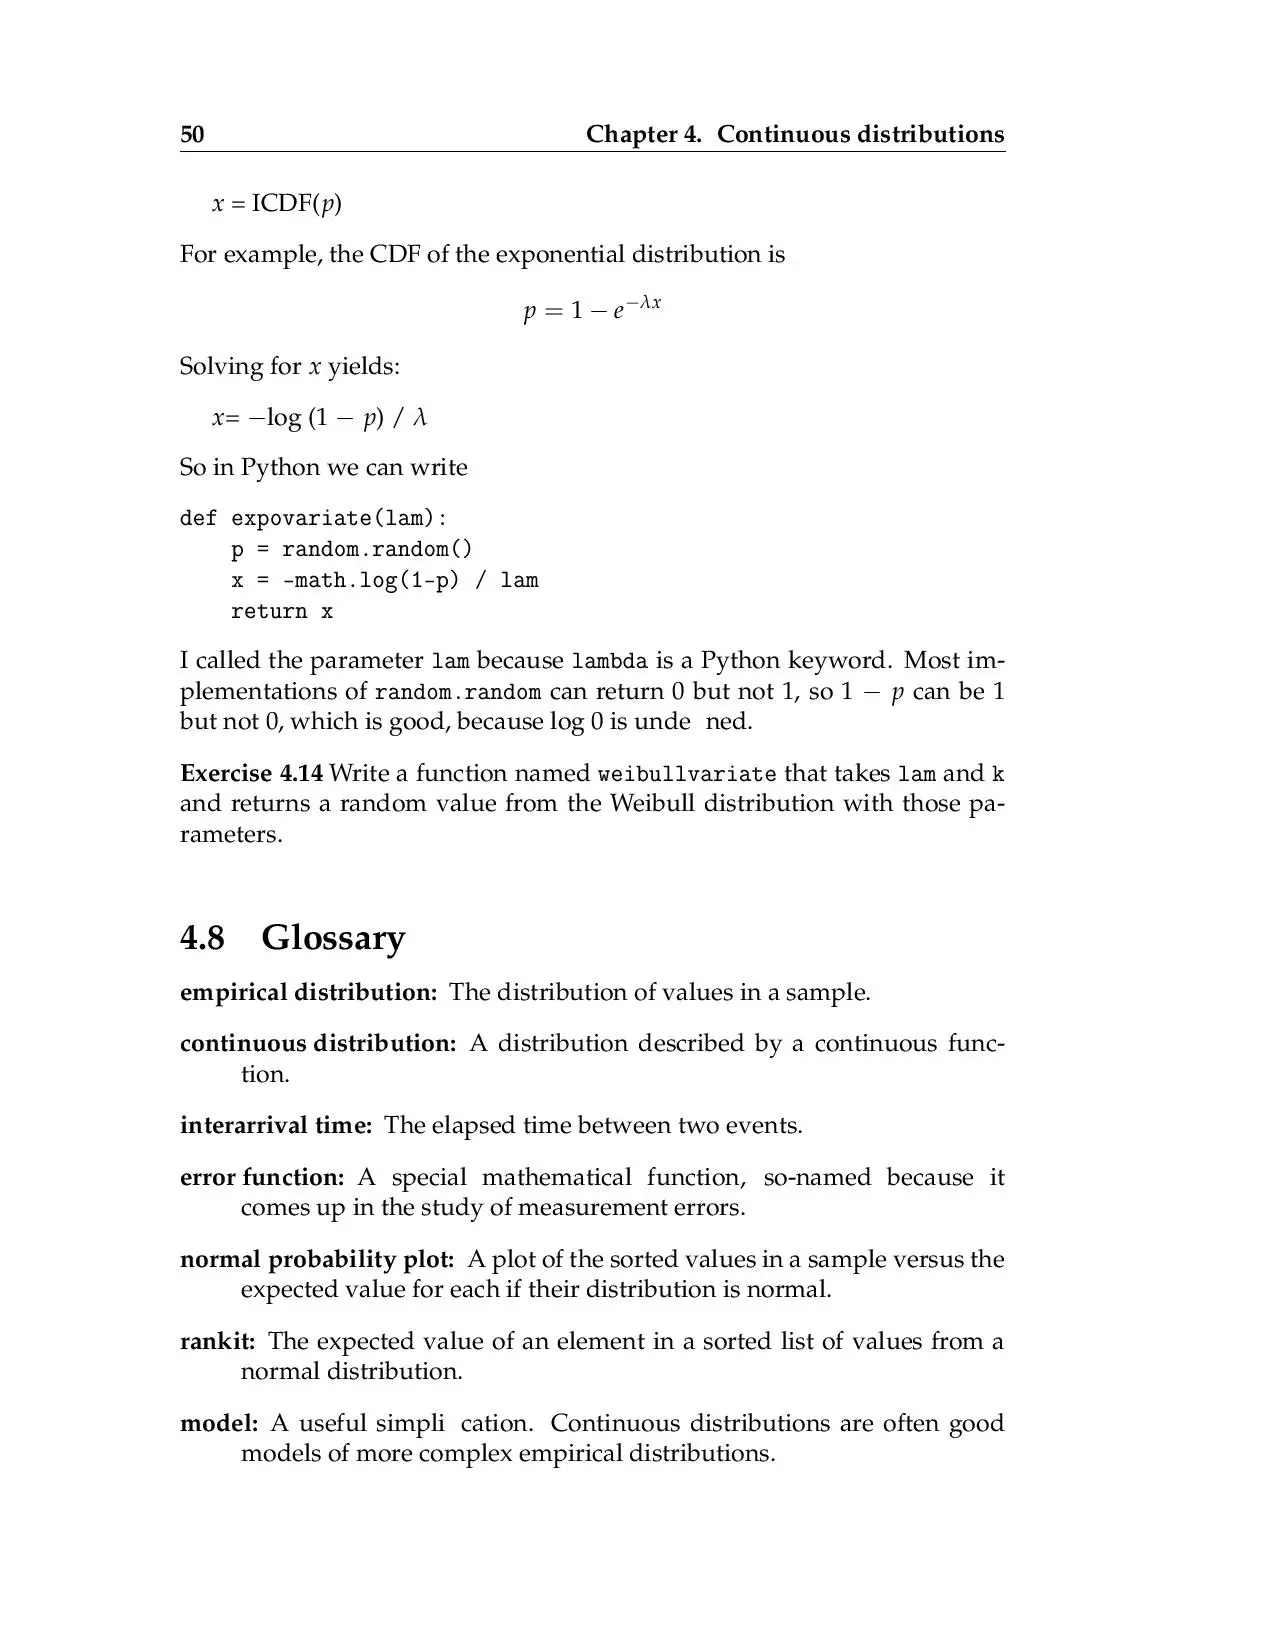 50 Chapter 4. Continuous distributions
x = ICDF(p)
For example, the CDF of the exponential distribution is
p = 1 − e^{−λx}
Solving for x yields:
x= −log (1 − p) / λ
So in Python we can write
def expovariate(lam):
    p = random.random()
    x = -math.log(1-p) / lam
    return x
I called the parameter lam because lambda is a Python keyword. Most im-
plementations of random.random can return 0 but not 1, so 1 − p can be 1
but not 0, which is good, because log 0 is unde ned.
Exercise 4.14 Write a function named weibullvariate that takes lam and k
and returns a random value from the Weibull distribution with those pa-
rameters.
4.8 Glossary
empirical distribution: The distribution of values in a sample.
continuous distribution: A distribution described by a continuous func-
tion.
interarrival time: The elapsed time between two events.
error function: A special mathematical function, so-named because it
comes up in the study of measurement errors.
normal probability plot: A plot of the sorted values in a sample versus the
expected value for each if their distribution is normal.
rankit: The expected value of an element in a sorted list of values from a
normal distribution.
model: A useful simpli cation. Continuous distributions are often good
models of more complex empirical distributions.